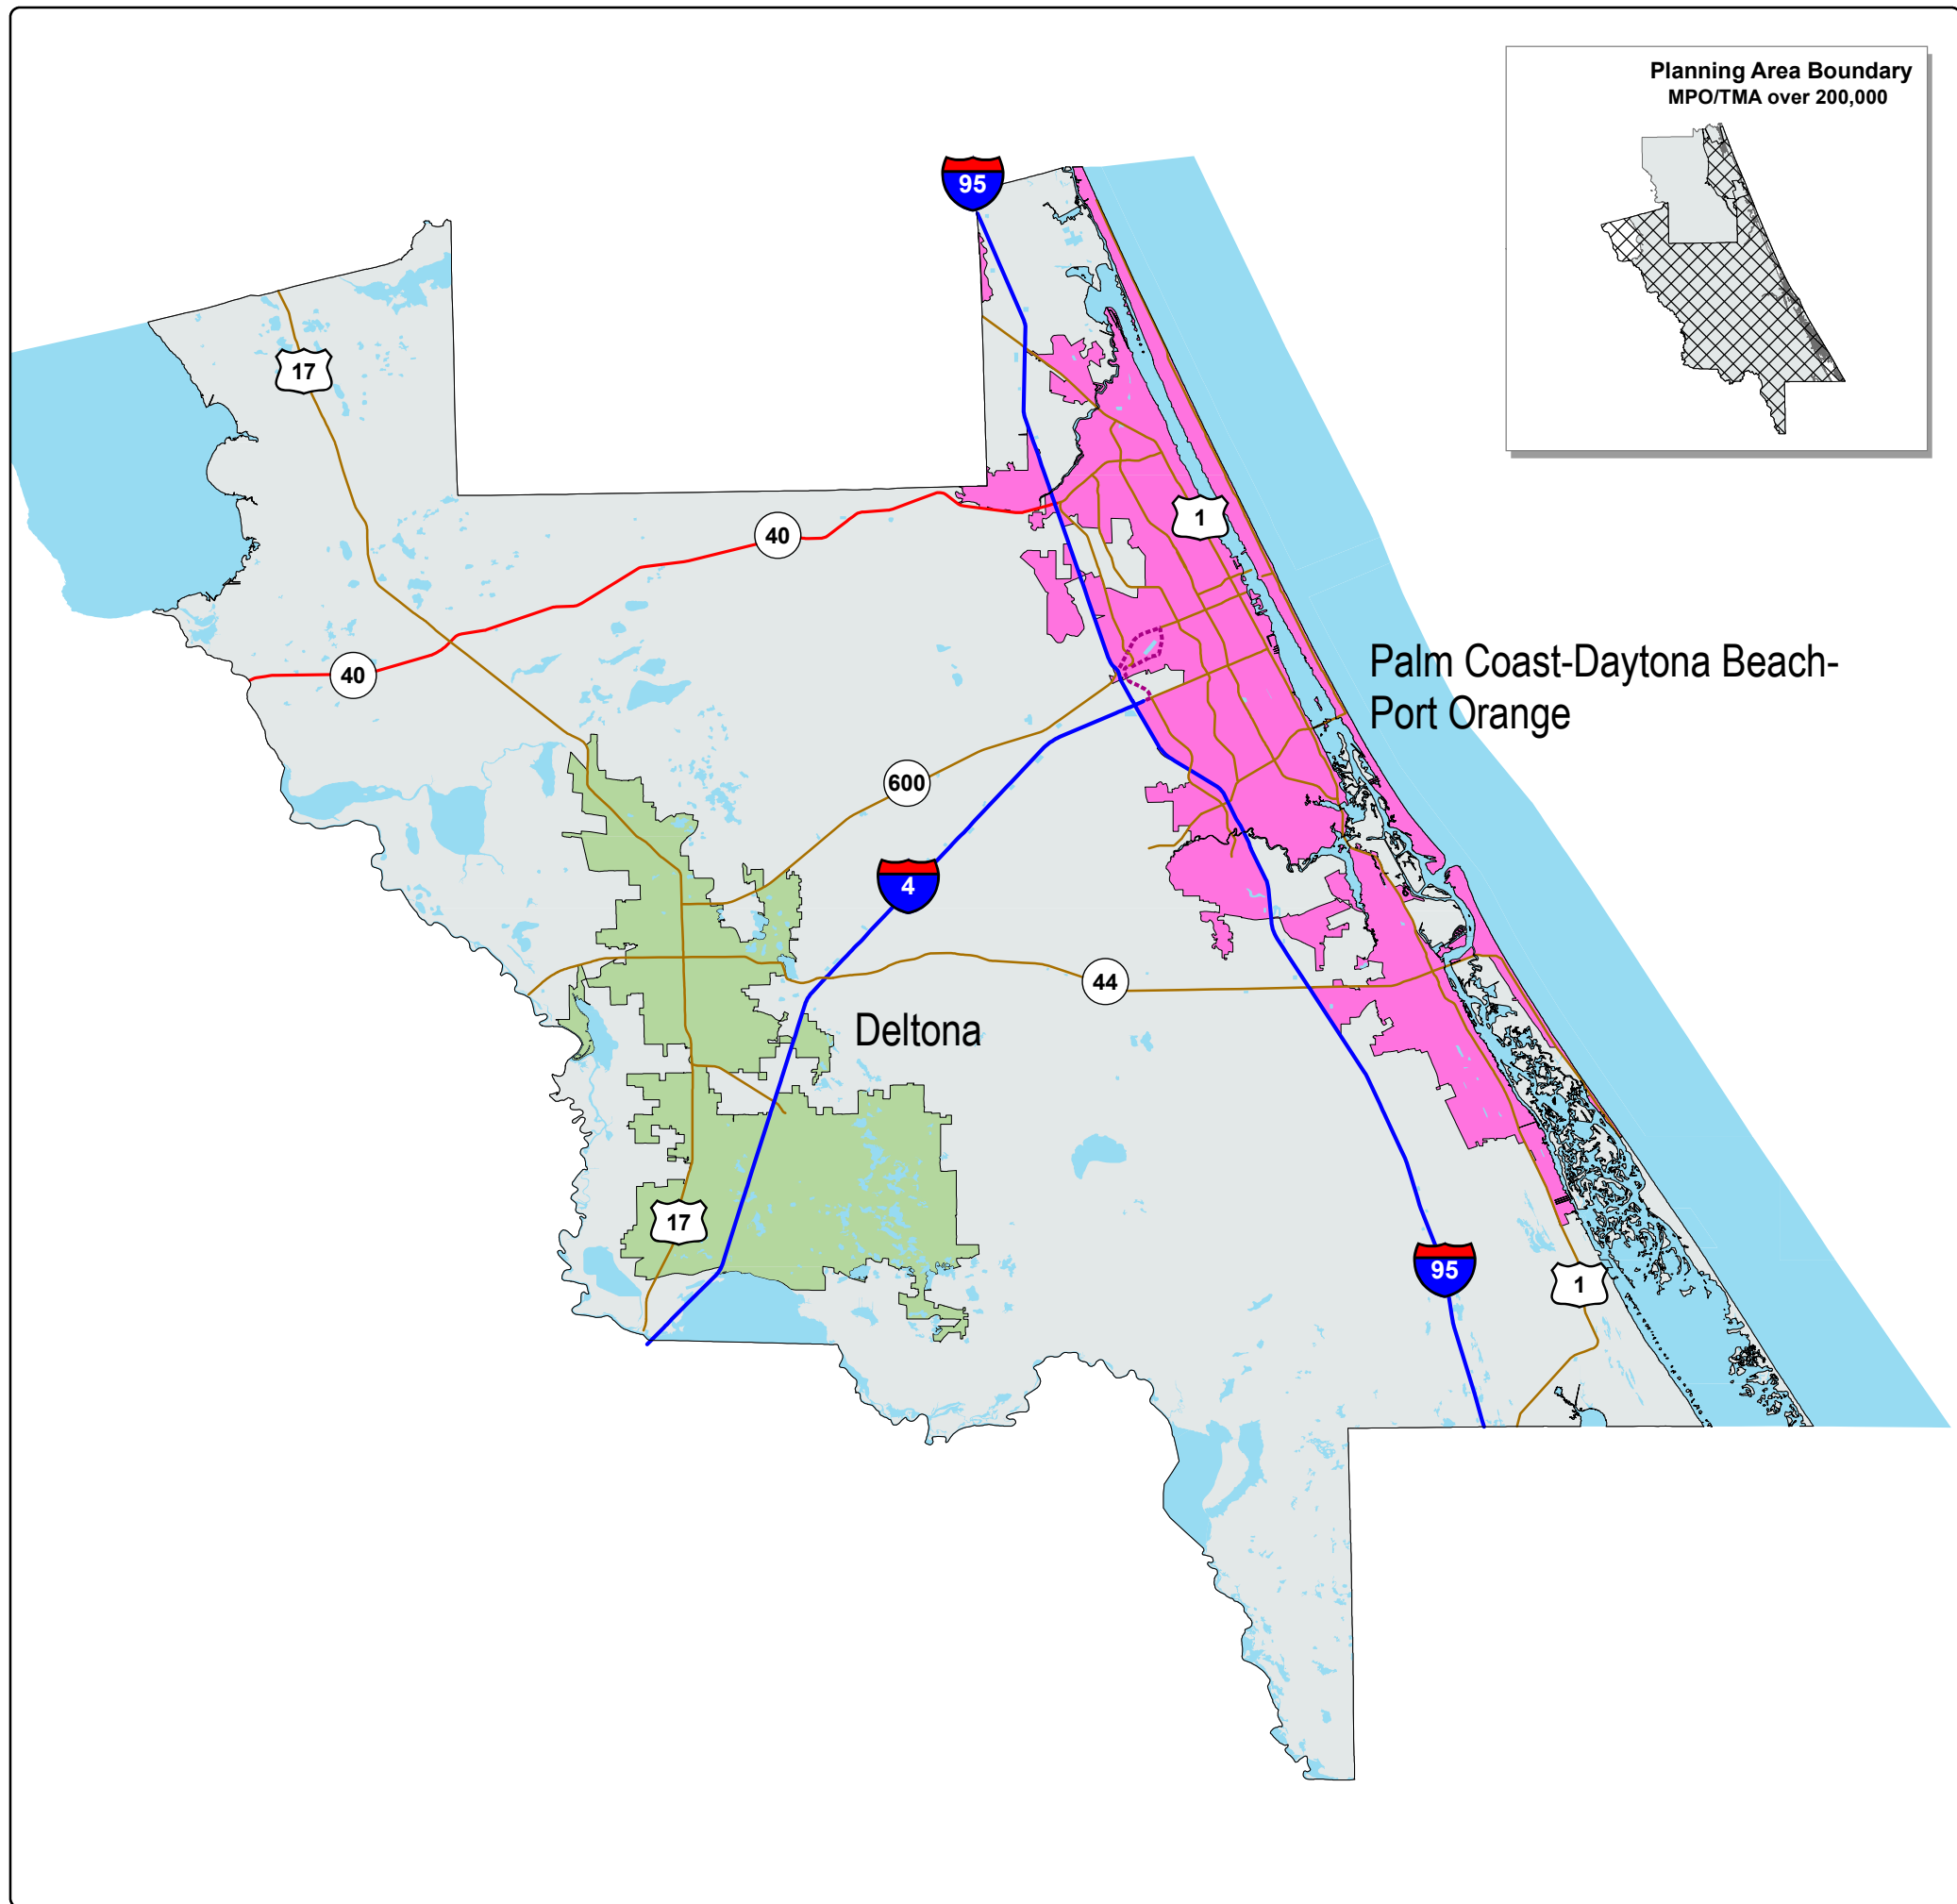 Planning Area Boundary
MPO/TMA over 200,000
95
17
1
40
40
Palm Coast-Daytona Beach-
Port Orange
600
4
44
Deltona
17
95
1